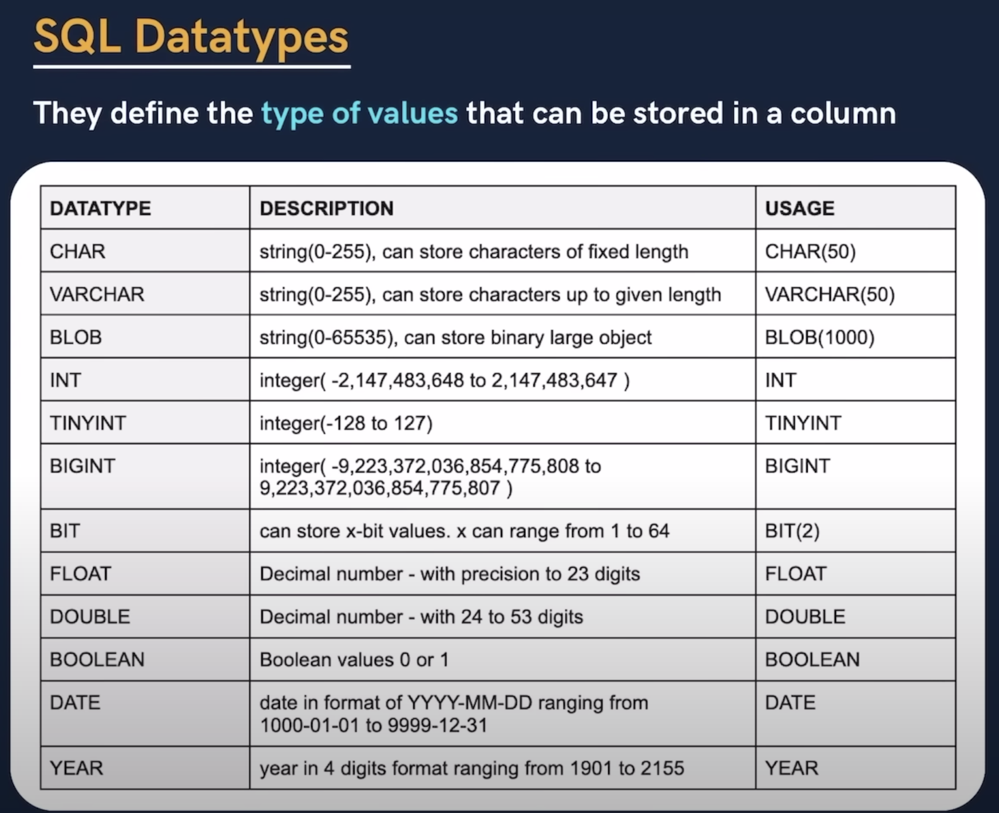 SQL Datatypes
They define the type of values that can be stored in a column
DATATYPE DESCRIPTION USAGE
CHAR string(0-255), can store characters of fixed length CHAR(50)
VARCHAR string(0-255), can store characters up to given length VARCHAR(50)
BLOB string(0-65535), can store binary large object BLOB(1000)
INT integer( -2,147,483,648 to 2,147,483,647 ) INT
TINYINT integer(-128 to 127) TINYINT
BIGINT integer( -9,223,372,036,854,775,808 to BIGINT
9,223,372,036,854,775,807 )
BIT can store x-bit values. x can range from 1 to 64 BIT(2)
FLOAT Decimal number - with precision to 23 digits FLOAT
DOUBLE Decimal number - with 24 to 53 digits DOUBLE
BOOLEAN Boolean values 0 or 1 BOOLEAN
DATE date in format of YYYY-MM-DD ranging from DATE
1000-01-01 to 9999-12-31
YEAR year in 4 digits format ranging from 1901 to 2155 YEAR